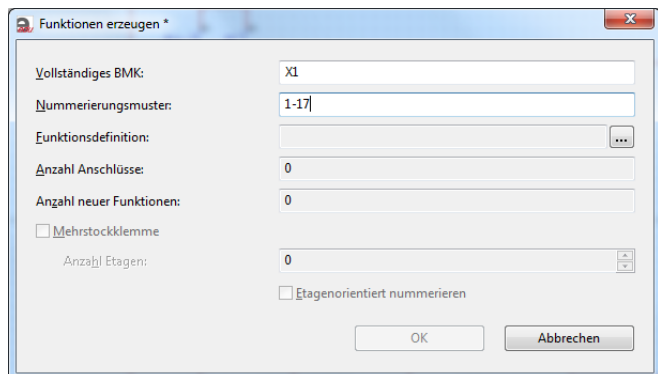 Funktionen erzeugen *
Vollständiges BMK: X1
Nummerierungsmuster: 1-17
Funktionsdefinition: ...
Anzahl Anschlüsse: 0
Anzahl neuer Funktionen: 0
Mehrstockklemme
Anzahl Etagen: 0
Etagenorientiert nummerieren
OK Abbrechen